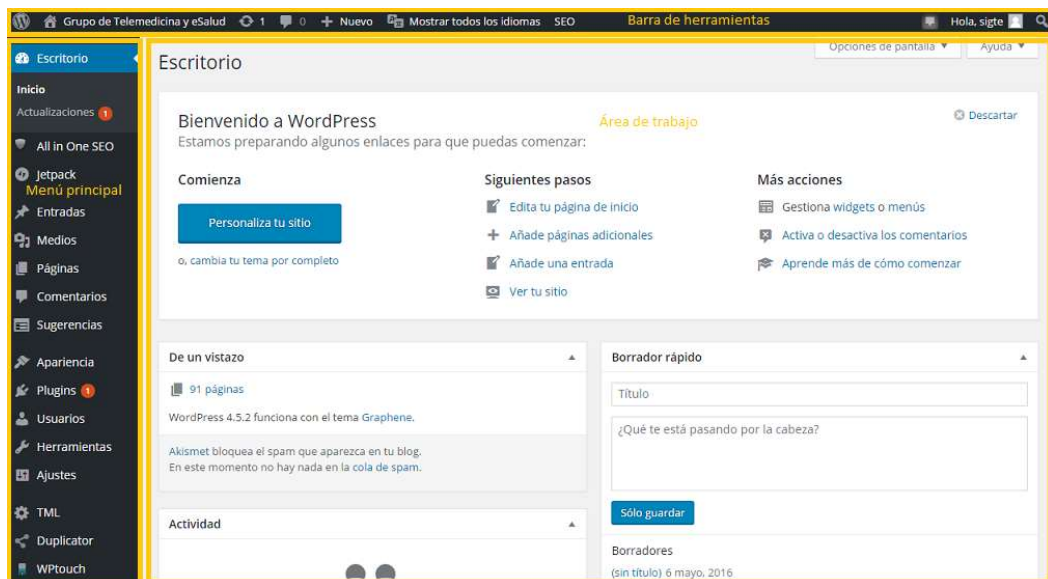 Grupo de Telemedicina y eSalud 1 0 + Nuevo Mostrar todos los idiomas SEO Barra de herramientas Hola, sigte
Opciones de pantalla ▼ Ayuda ▼
Escritorio
Inicio
Actualizaciones 1
All in One SEO
Jetpack
Menú principal
Entradas
Medios
Páginas
Comentarios
Sugerencias
Apariencia
Plugins 1
Usuarios
Herramientas
Ajustes
TML
Duplicator
WPtouch
Escritorio
Bienvenido a WordPress
Área de trabajo
Descartar
Estamos preparando algunos enlaces para que puedas comenzar:
Comienza
Personaliza tu sitio
o, cambia tu tema por completo
Siguientes pasos
Edita tu página de inicio
Añade páginas adicionales
Añade una entrada
Ver tu sitio
Más acciones
Gestiona widgets o menús
Activa o desactiva los comentarios
Aprende más de cómo comenzar
De un vistazo
91 páginas
WordPress 4.5.2 funciona con el tema Graphene.
Akismet bloquea el spam que aparezca en tu blog.
En este momento no hay nada en la cola de spam.
Actividad
Borrador rápido
Título
¿Qué te está pasando por la cabeza?
Sólo guardar
Borradores
(sin título) 6 mayo, 2016